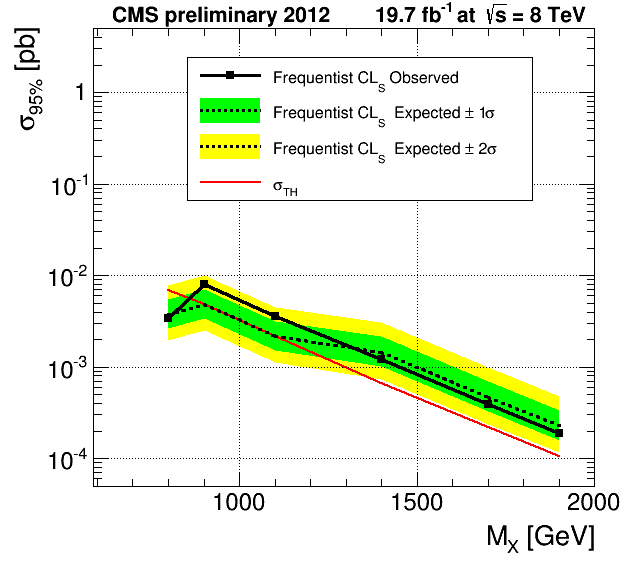 CMS preliminary 2012 19.7 fb⁻¹ at √s = 8 TeV
σ95% [pb]
Frequentist CLS Observed
Frequentist CLS Expected ± 1σ
Frequentist CLS Expected ± 2σ
σTH
1
10⁻¹
10⁻²
10⁻³
10⁻⁴
1000 1500 2000
MX [GeV]